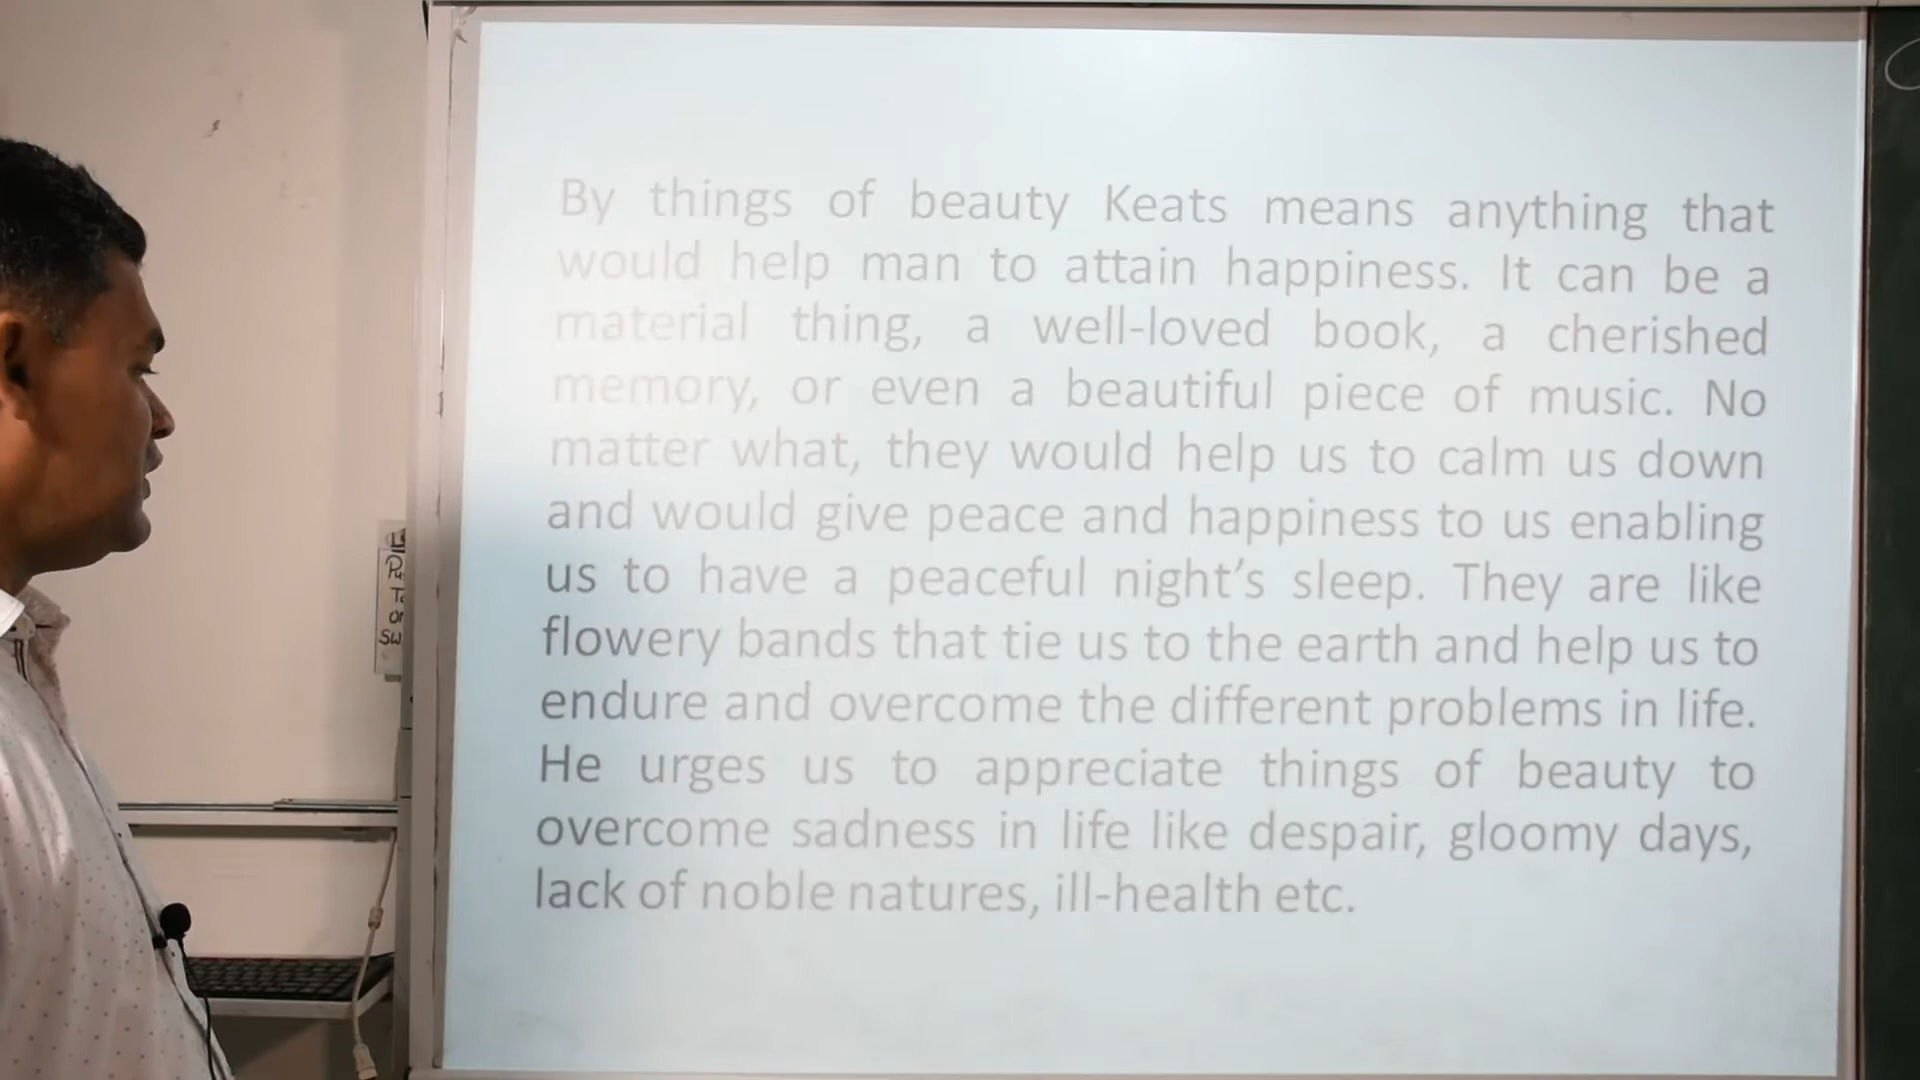 By things of beauty Keats means anything that
would help man to attain happiness. It can be a
material thing, a well-loved book, a cherished
memory, or even a beautiful piece of music. No
matter what, they would help us to calm us down
and would give peace and happiness to us enabling
us to have a peaceful night's sleep. They are like
flowery bands that tie us to the earth and help us to
endure and overcome the different problems in life.
He urges us to appreciate things of beauty to
overcome sadness in life like despair, gloomy days,
lack of noble natures, ill-health etc.